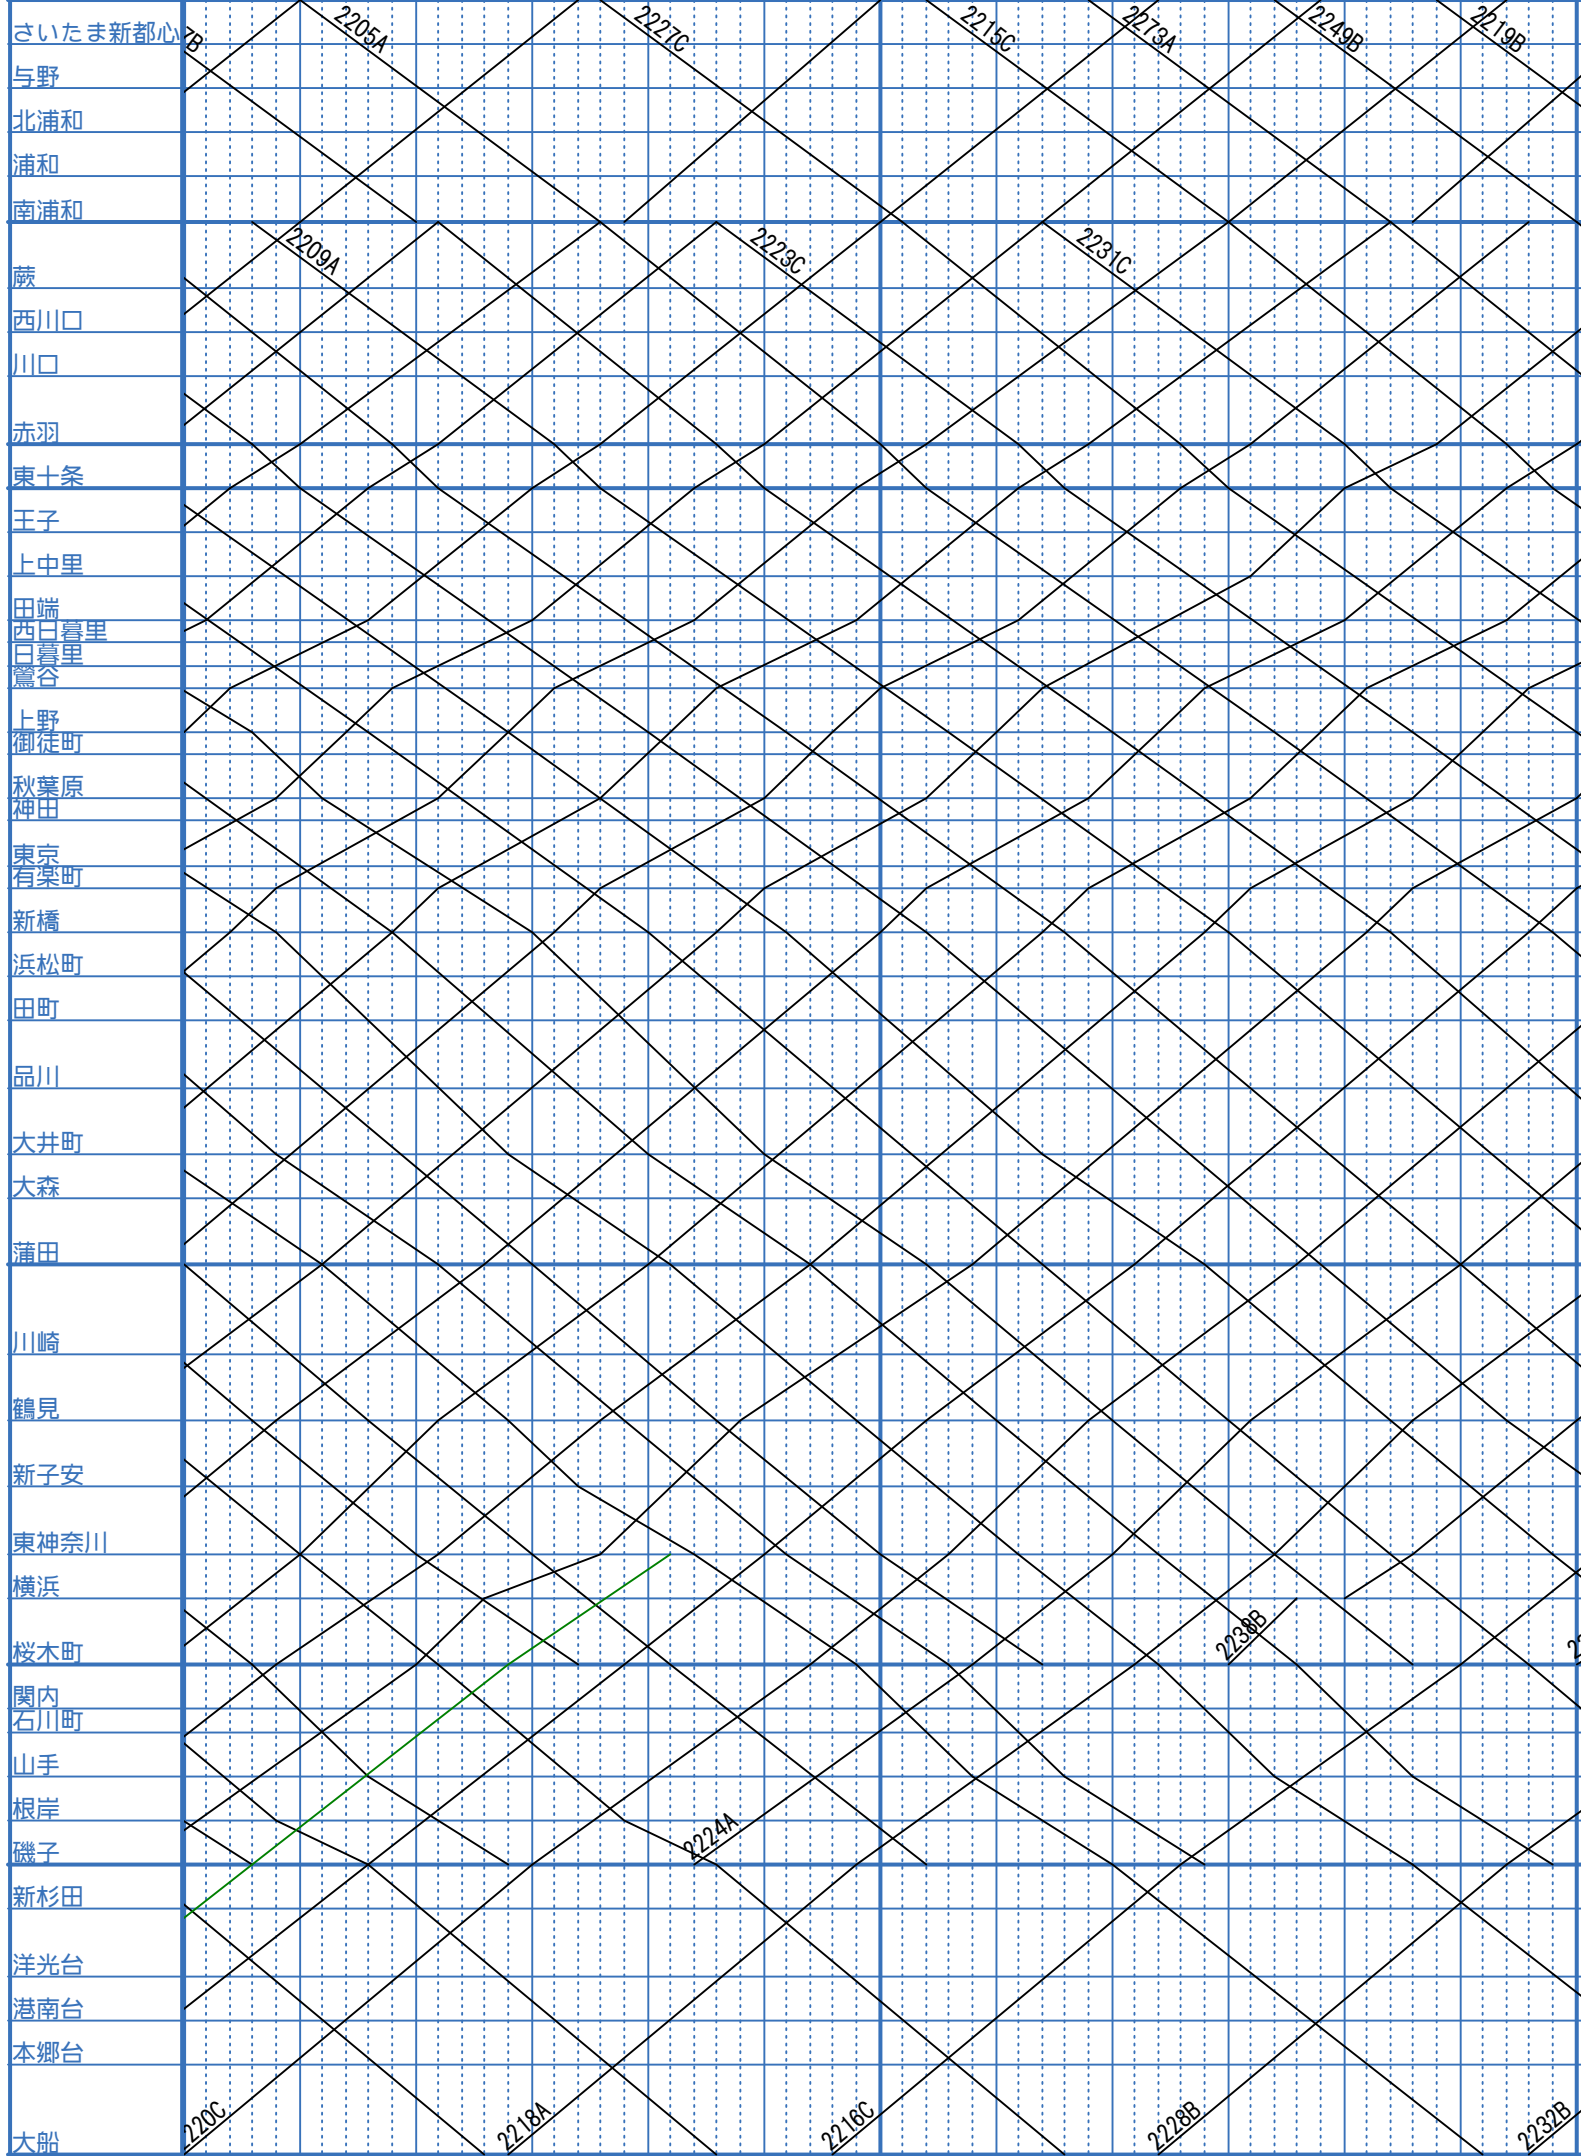 さいたま新都心
7B
2205A
2227C
2215C
2273A
2249B
2219B
与野
北浦和
浦和
南浦和
2209A
2223C
2231C
蕨
西川口
川口
赤羽
東十条
王子
上中里
田端
西日暮里
日暮里
鶯谷
上野
御徒町
秋葉原
神田
東京
有楽町
新橋
浜松町
田町
品川
大井町
大森
蒲田
川崎
鶴見
新子安
東神奈川
横浜
桜木町
2238B
関内
石川町
山手
根岸
磯子
2224A
新杉田
洋光台
港南台
本郷台
大船
2220C
2218A
2216C
2228B
2232B